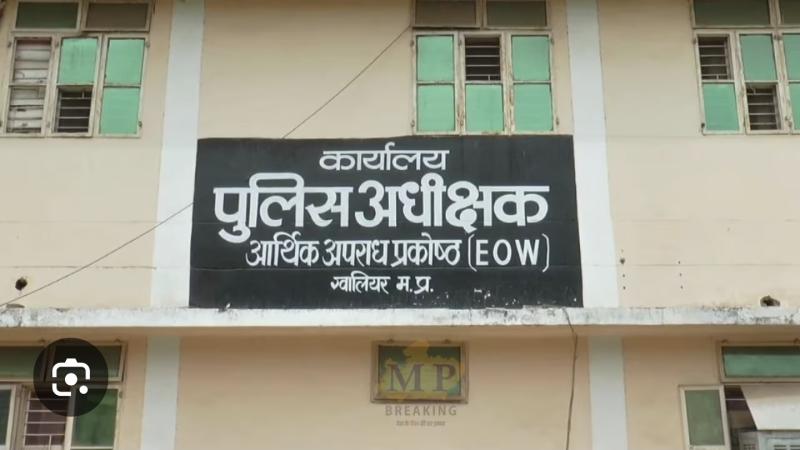 कार्यालय
पुलिस अधीक्षक
आर्थिक अपराध प्रकोष्ठ (EOW)
ग्वालियर म.प्र.
MP
BREAKING